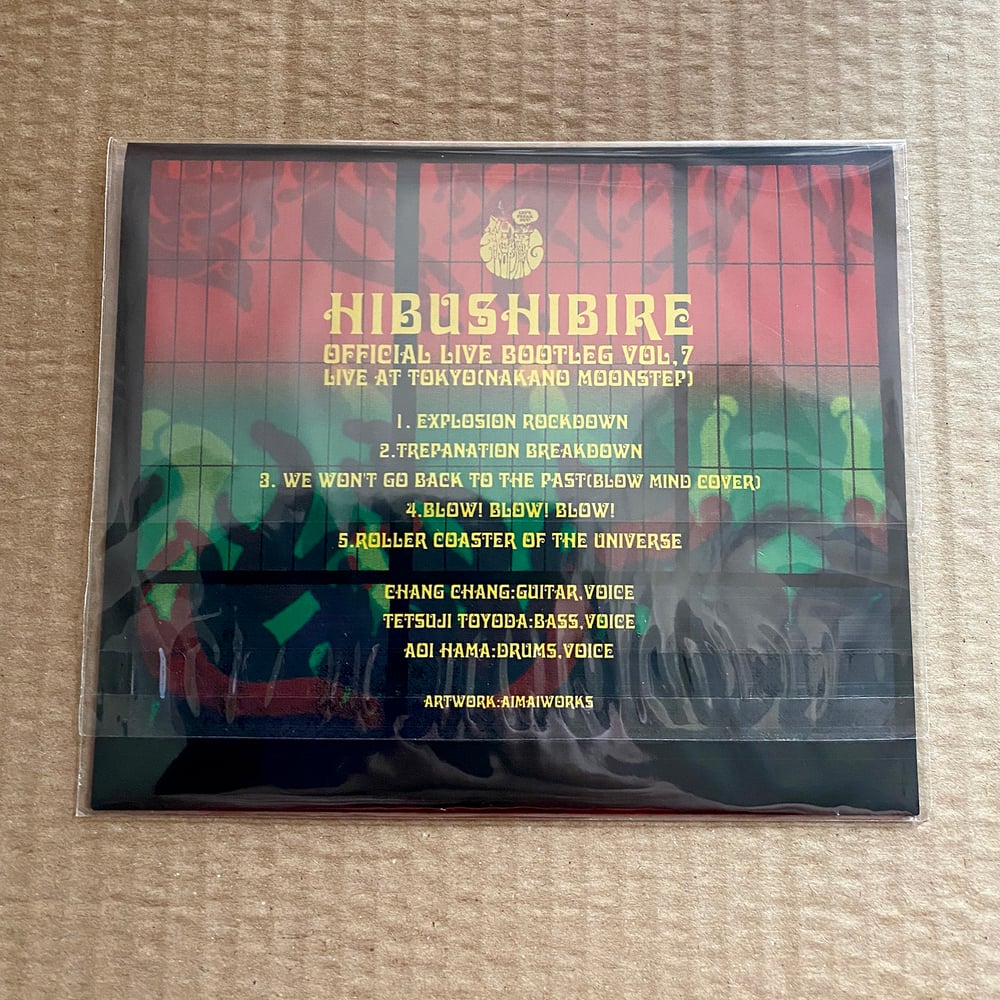 HIBUSHIBIRE
OFFICIAL LIVE BOOTLEG VOL,7
LIVE AT TOKYO(NAKANO MOONSTEP)
1. EXPLOSION ROCKDOWN
2.TREPANATION BREAKDOWN
3. WE WON'T GO BACK TO THE PAST(BLOW MIND COVER)
4.BLOW! BLOW! BLOW!
5.ROLLER COASTER OF THE UNIVERSE
CHANG CHANG:GUITAR,VOICE
TETSUJI TOYODA:BASS,VOICE
AOI HAMA:DRUMS,VOICE
ARTWORK:AIMAIWORKS